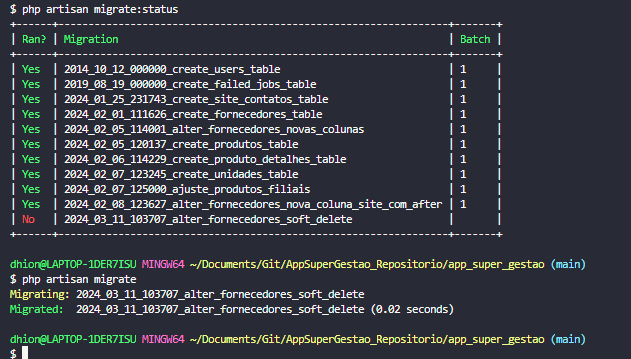 $ php artisan migrate:status
+------+------------------------------------------------+-------+
| Ran? | Migration | Batch |
+------+------------------------------------------------+-------+
| Yes | 2014_10_12_000000_create_users_table | 1 |
| Yes | 2019_08_19_000000_create_failed_jobs_table | 1 |
| Yes | 2024_01_25_231743_create_site_contatos_table | 1 |
| Yes | 2024_02_01_111626_create_fornecedores_table | 1 |
| Yes | 2024_02_05_114001_alter_fornecedores_novas_colunas | 1 |
| Yes | 2024_02_05_120137_create_produtos_table | 1 |
| Yes | 2024_02_06_114229_create_produto_detalhes_table | 1 |
| Yes | 2024_02_07_123245_create_unidades_table | 1 |
| Yes | 2024_02_07_125000_ajuste_produtos_filiais | 1 |
| Yes | 2024_02_08_123627_alter_fornecedores_nova_coluna_site_com_after | 1 |
| No | 2024_03_11_103707_alter_fornecedores_soft_delete | |
+------+------------------------------------------------+-------+
dhion@LAPTOP-1DER7ISU MINGW64 ~/Documents/Git/AppSuperGestao_Repositorio/app_super_gestao (main)
$ php artisan migrate
Migrating: 2024_03_11_103707_alter_fornecedores_soft_delete
Migrated: 2024_03_11_103707_alter_fornecedores_soft_delete (0.02 seconds)
dhion@LAPTOP-1DER7ISU MINGW64 ~/Documents/Git/AppSuperGestao_Repositorio/app_super_gestao (main)
$